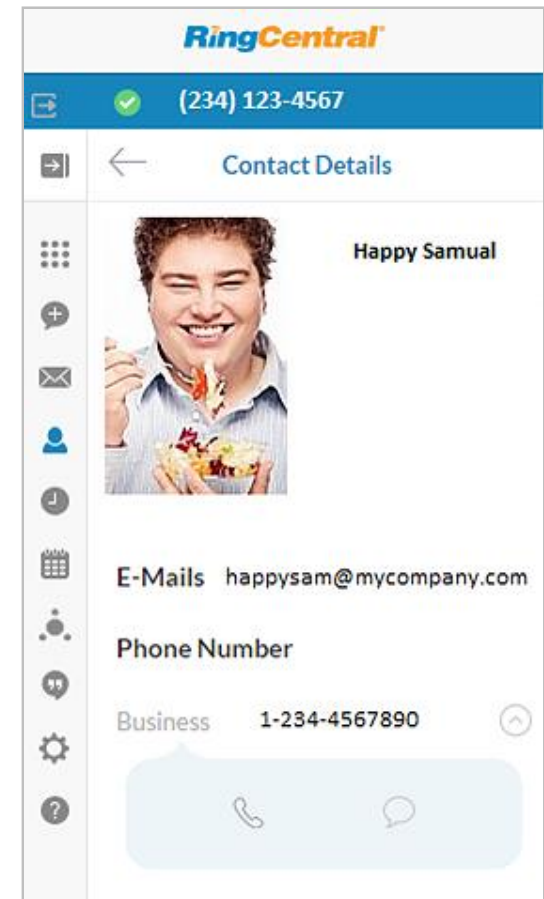 RingCentral
(234) 123-4567
Contact Details
Happy Samual
E-Mails happysam@mycompany.com
Phone Number
Business 1-234-4567890
?